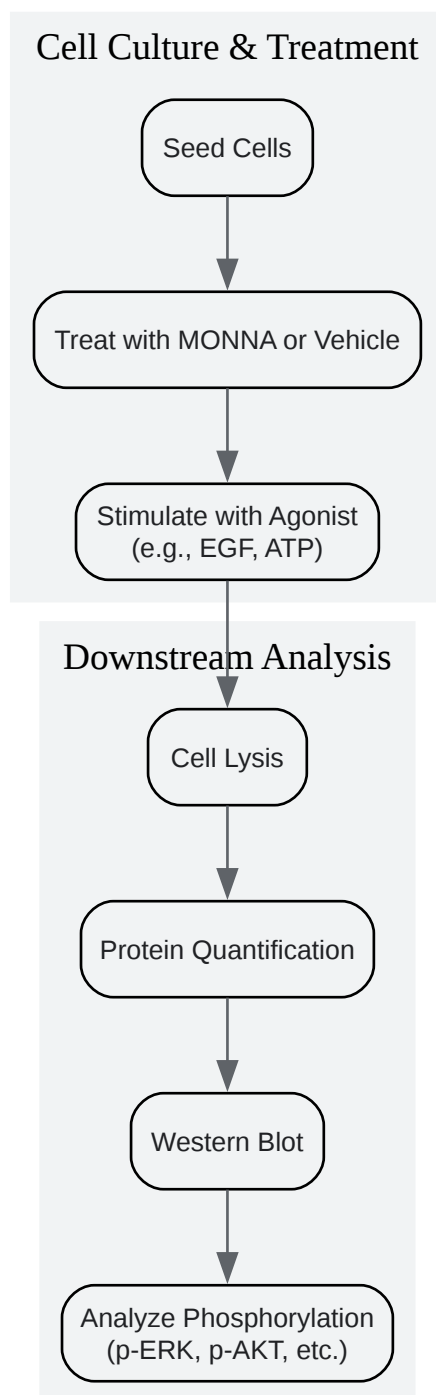 Cell Culture & Treatment
Seed Cells
Treat with MONNA or Vehicle
Stimulate with Agonist
(e.g., EGF, ATP)
Downstream Analysis
Cell Lysis
Protein Quantification
Western Blot
Analyze Phosphorylation
(p-ERK, p-AKT, etc.)